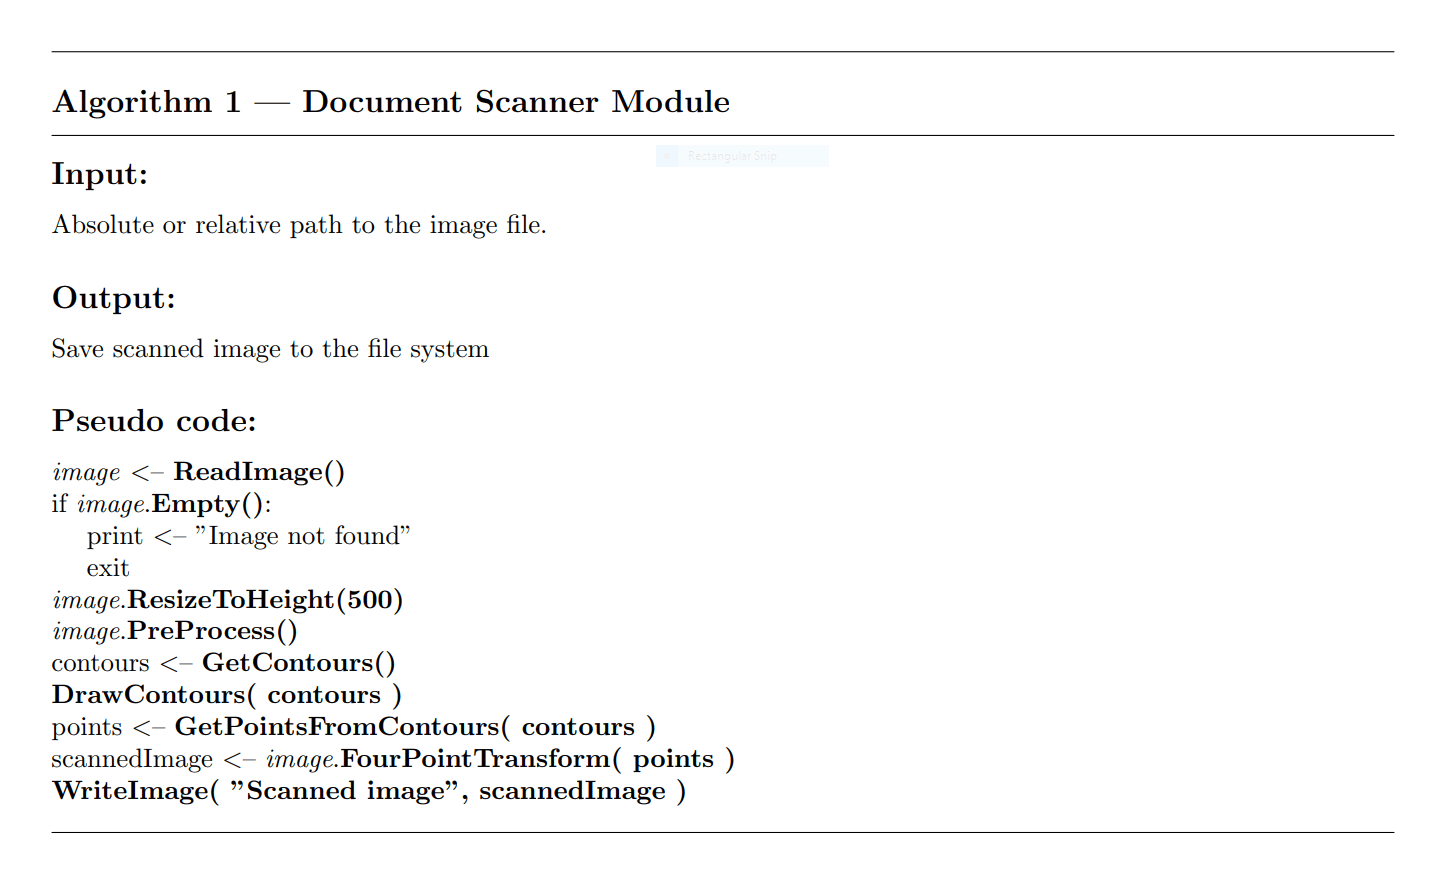 Algorithm 1 — Document Scanner Module
Rectangular Snip
Input:
Absolute or relative path to the image file.
Output:
Save scanned image to the file system
Pseudo code:
image <– ReadImage()
if image.Empty():
print <– ”Image not found”
exit
image.ResizeToHeight(500)
image.PreProcess()
contours <– GetContours()
DrawContours( contours )
points <– GetPointsFromContours( contours )
scannedImage <– image.FourPointTransform( points )
WriteImage( ”Scanned image”, scannedImage )